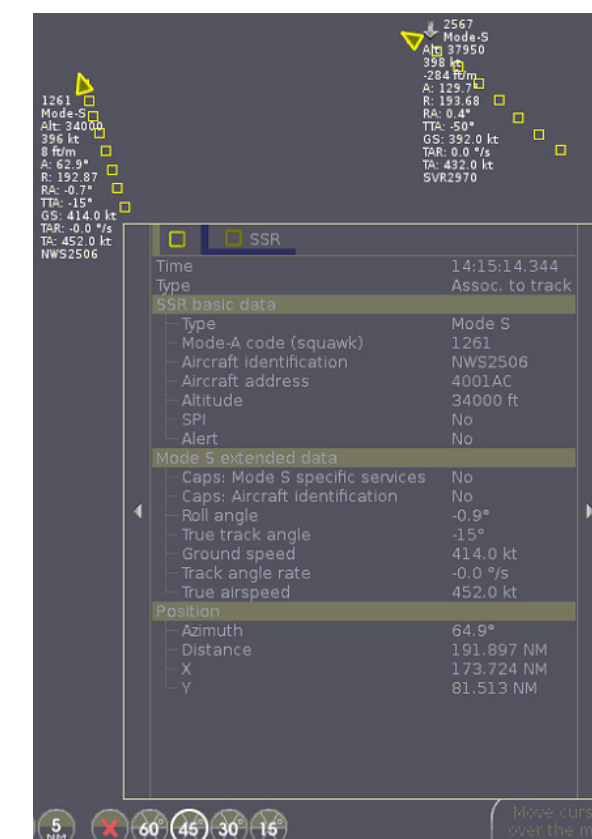 2567
Mode-S
Alt: 37950
398 kt
-284 ft/m
A: 129.7°
R: 193.68
RA: 0.4°
TTA: -50°
GS: 392.0 kt
TAR: 0.0 °/s
TA: 432.0 kt
SVR2970
1261
Mode-S
Alt: 34000
396 kt
8 ft/m
A: 62.9°
R: 192.87
RA: -0.7°
TTA: -15°
GS: 414.0 kt
TAR: -0.0 °/s
TA: 452.0 kt
NWS2506
SSR
Time 14:15:14.344
Type Assoc. to track
SSR basic data
Type Mode S
Mode-A code (squawk) 1261
Aircraft identification NWS2506
Aircraft address 4001AC
Altitude 34000 ft
SPI No
Alert No
Mode S extended data
Caps: Mode S specific services No
Caps: Aircraft identification No
Roll angle -0.9°
True track angle -15°
Ground speed 414.0 kt
Track angle rate -0.0 °/s
True airspeed 452.0 kt
Position
Azimuth 64.9°
Distance 191.897 NM
X 173.724 NM
Y 81.513 NM
5 NM 60° 45° 30° 15°
Move curs
over the m